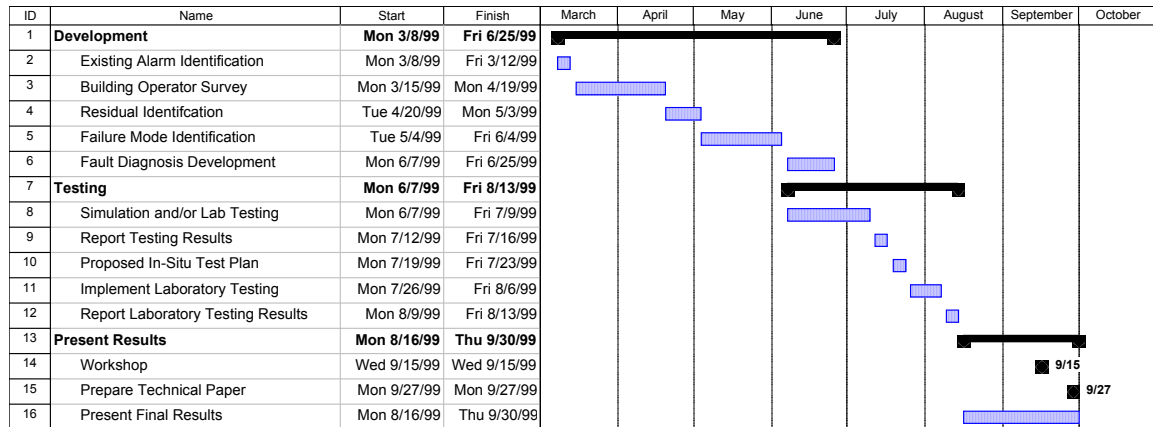 ID Name Start Finish March April May June July August September October
1 Development Mon 3/8/99 Fri 6/25/99
2 Existing Alarm Identification Mon 3/8/99 Fri 3/12/99
3 Building Operator Survey Mon 3/15/99 Mon 4/19/99
4 Residual Identifcation Tue 4/20/99 Mon 5/3/99
5 Failure Mode Identification Tue 5/4/99 Fri 6/4/99
6 Fault Diagnosis Development Mon 6/7/99 Fri 6/25/99
7 Testing Mon 6/7/99 Fri 8/13/99
8 Simulation and/or Lab Testing Mon 6/7/99 Fri 7/9/99
9 Report Testing Results Mon 7/12/99 Fri 7/16/99
10 Proposed In-Situ Test Plan Mon 7/19/99 Fri 7/23/99
11 Implement Laboratory Testing Mon 7/26/99 Fri 8/6/99
12 Report Laboratory Testing Results Mon 8/9/99 Fri 8/13/99
13 Present Results Mon 8/16/99 Thu 9/30/99
14 Workshop Wed 9/15/99 Wed 9/15/99 9/15
15 Prepare Technical Paper Mon 9/27/99 Mon 9/27/99 9/27
16 Present Final Results Mon 8/16/99 Thu 9/30/99